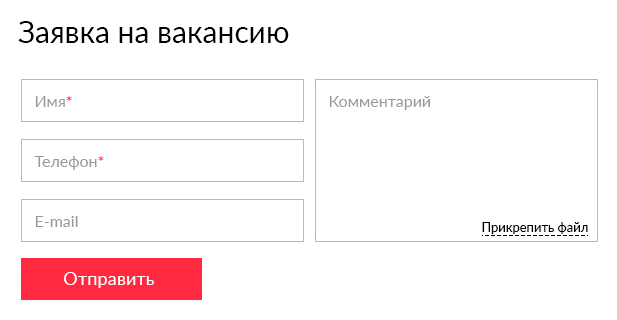 Заявка на вакансию
Имя*
Телефон*
E-mail
Комментарий
Прикрепить файл
Отправить